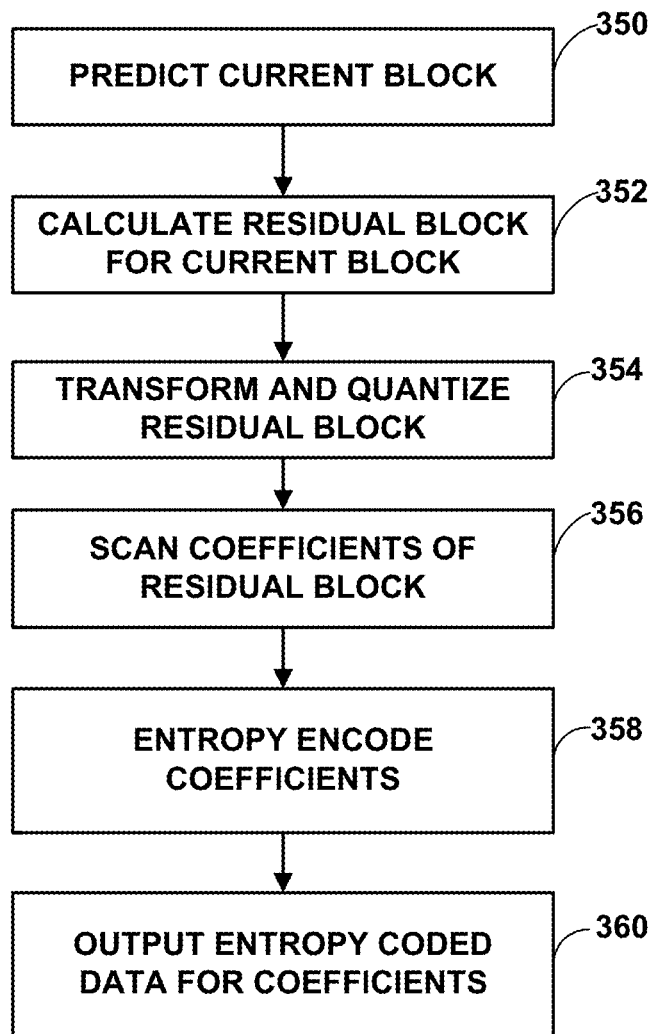 350
PREDICT CURRENT BLOCK
352
CALCULATE RESIDUAL BLOCK
FOR CURRENT BLOCK
354
TRANSFORM AND QUANTIZE
RESIDUAL BLOCK
356
SCAN COEFFICIENTS OF
RESIDUAL BLOCK
358
ENTROPY ENCODE
COEFFICIENTS
360
OUTPUT ENTROPY CODED
DATA FOR COEFFICIENTS